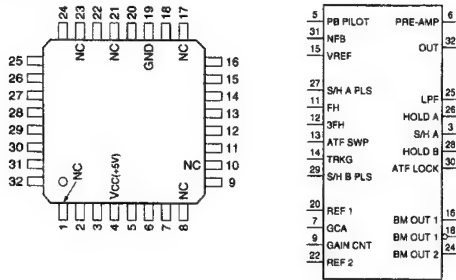 24 23 22 21 20 19 18 17
NC NC GND NC
25
26
27
28
29
30
31
32
16
15
14
13
12
11
NC 10
9
NC VCC(+5V) NC
1 2 3 4 5 6 7 8
5 PB PILOT
31 NFB
15 VREF
27 S/H A PLS
11 FH
12 3FH
13 ATF SWP
14 TRKG
29 S/H B PLS
20 REF 1
7 GCA
9 GAIN CNT
22 REF 2
PRE-AMP 6
OUT 32
LPF 25
HOLD A 26
S/H A 3
HOLD B 28
ATF LOCK 30
BM OUT 1 16
BM OUT 1 18
BM OUT 2 24